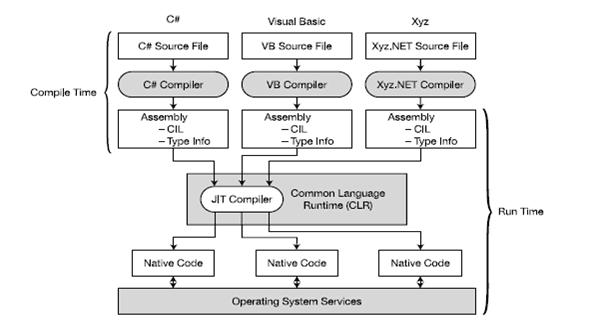 C#
Visual Basic
Xyz
C# Source File
VB Source File
Xyz.NET Source File
Compile Time
C# Compiler
VB Compiler
Xyz.NET Compiler
Assembly
– CIL
– Type Info
Assembly
– CIL
– Type Info
Assembly
– CIL
– Type Info
JIT Compiler
Common Language
Runtime (CLR)
Run Time
Native Code
Native Code
Native Code
Operating System Services